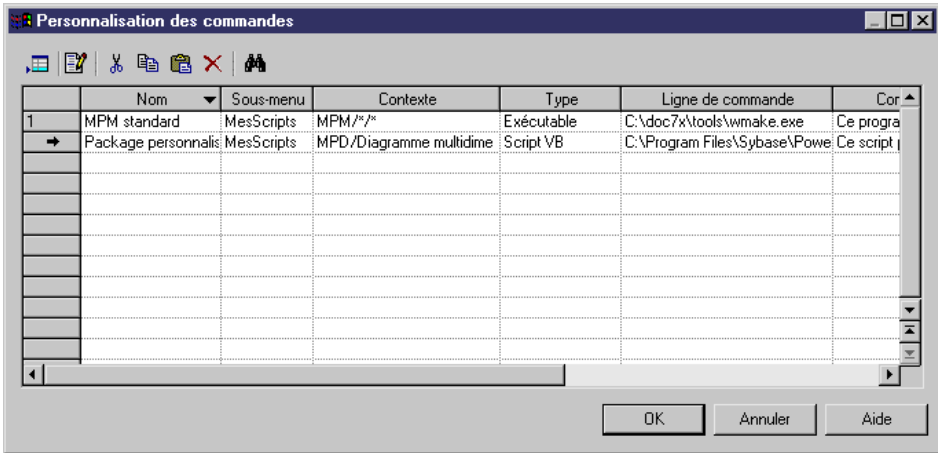 Personnalisation des commandes
Nom Sous-menu Contexte Type Ligne de commande Cor
1 MPM standard MesScripts MPM/*/* Exécutable C:\doc7x\tools\wmake.exe Ce progra
Package personnalis MesScripts MPD/Diagramme multidime Script VB C:\Program Files\Sybase\Powe Ce script p
OK Annuler Aide